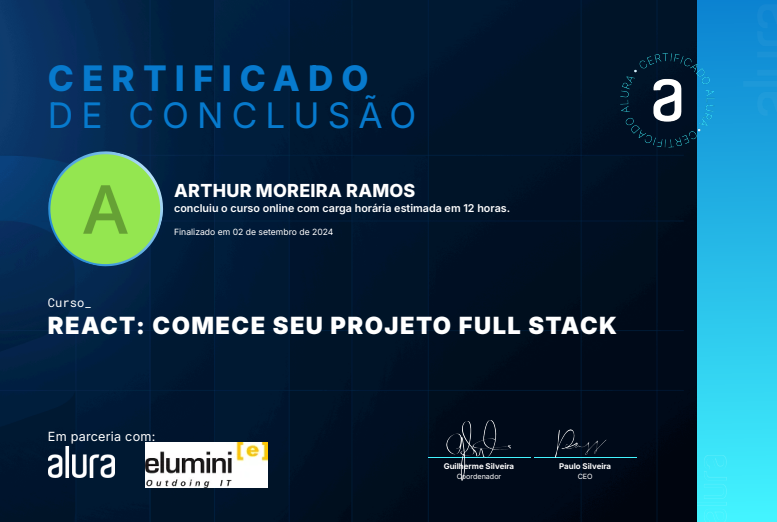 CERTIFICADO
DE CONCLUSÃO
CERTIFICADO ALURA • CERTIFICADO ALURA •
a
A
ARTHUR MOREIRA RAMOS
concluiu o curso online com carga horária estimada em 12 horas.
Finalizado em 02 de setembro de 2024
Curso_
REACT: COMECE SEU PROJETO FULL STACK
Em parceria com:
alura
elumini [e]
Outdoing IT
Guilherme Silveira
Coordenador
Paulo Silveira
CEO